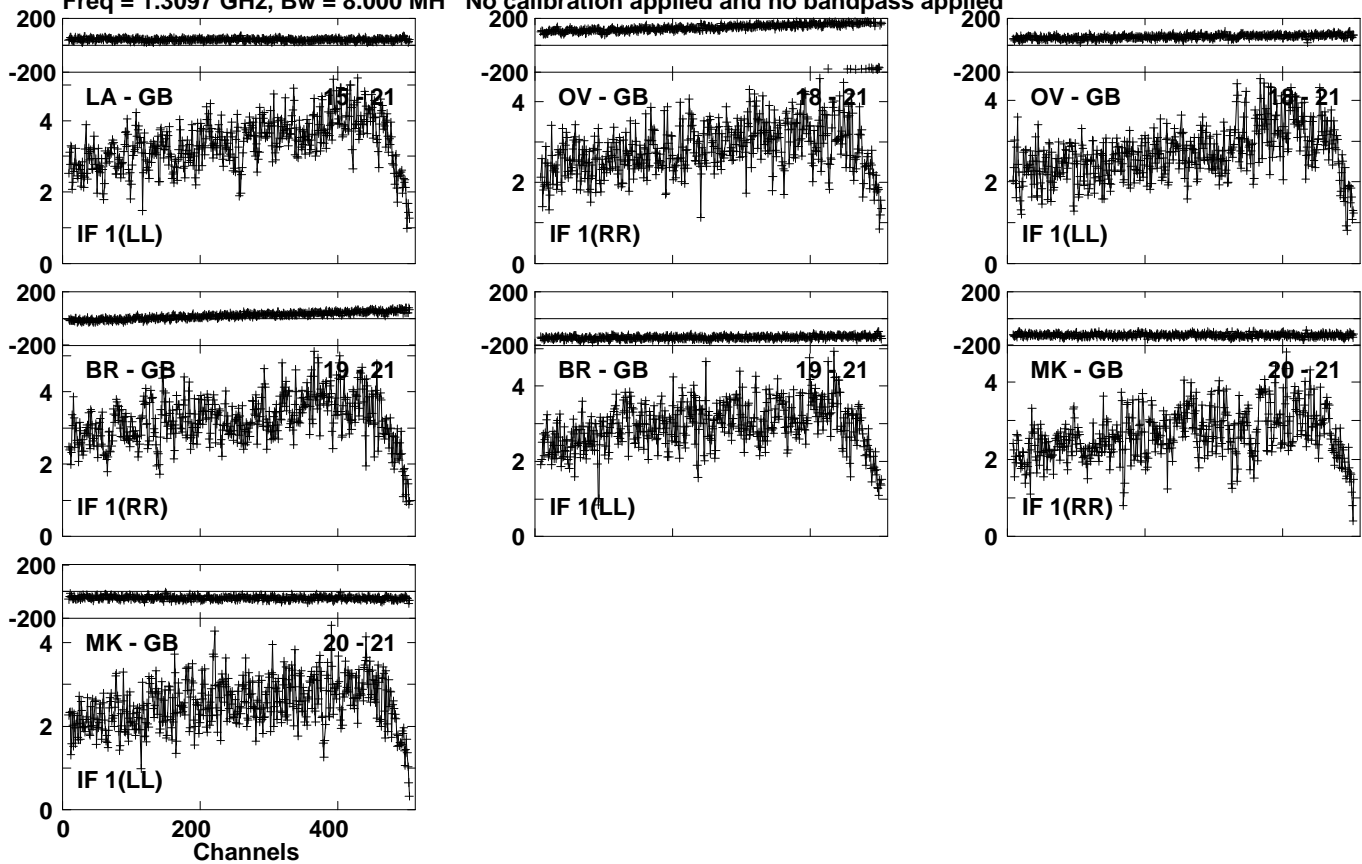 Freq = 1.3097 GHz, Bw = 8.000 MH No calibration applied and no bandpass applied
200
-200
LA - GB 15 - 21
4
2
IF 1(LL)
0
200
-200
OV - GB 18 - 21
4
2
IF 1(RR)
0
200
-200
OV - GB 18 - 21
4
2
IF 1(LL)
0
200
-200
BR - GB 19 - 21
4
2
IF 1(RR)
0
200
-200
BR - GB 19 - 21
4
2
IF 1(LL)
0
200
-200
MK - GB 20 - 21
4
2
IF 1(RR)
0
200
-200
MK - GB 20 - 21
4
2
IF 1(LL)
0
0 200 400
Channels